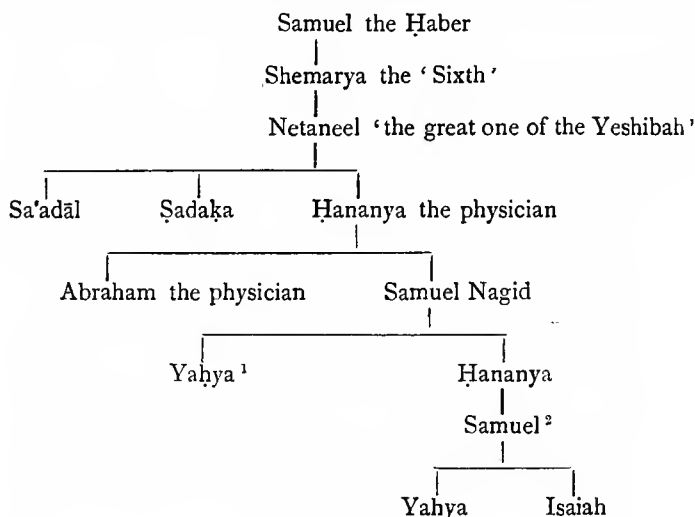 Samuel the Ḥaber
Shemarya the ‘Sixth’
Netaneel ‘the great one of the Yeshibah’
Sa‘adāl Ṣadaḳa Ḥananya the physician
Abraham the physician Samuel Nagid
Yaḥya ¹ Ḥananya
Samuel ²
Yaḥya Isaiah